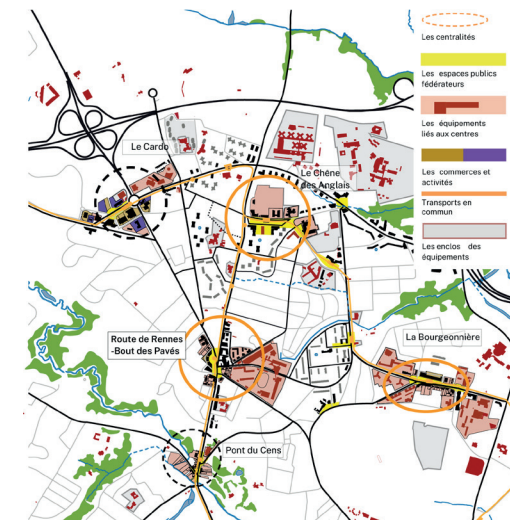 Les centralités
Les espaces publics
fédérateurs
Les équipements
liés aux centres
Les commerces et
activités
Transports en
commun
Les enclos des
équipements
Le Cardo
Le Chêne
des Anglais
Route de Rennes
-Bout des Pavés
La Bourgeonnière
Pont du Cens